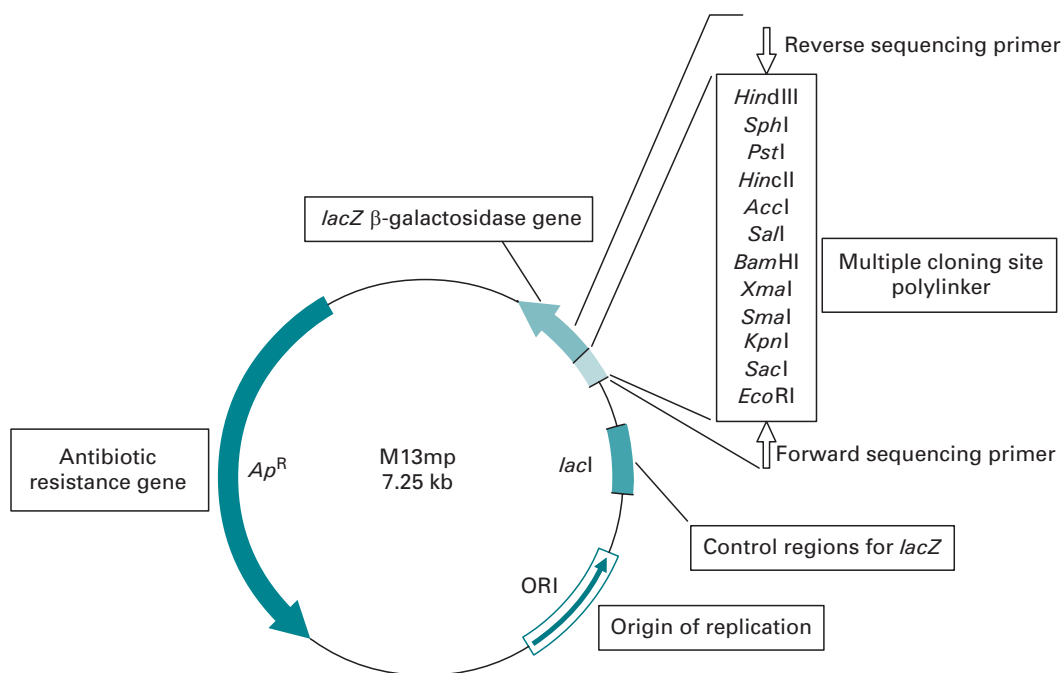 Reverse sequencing primer
HindIII
SphI
PstI
HincII
AccI
SalI
BamHI
XmaI
SmaI
KpnI
SacI
EcoRI
Multiple cloning site
polylinker
Forward sequencing primer
lacZ β-galactosidase gene
Antibiotic
resistance gene
Apᴿ
M13mp
7.25 kb
lacI
Control regions for lacZ
ORI
Origin of replication